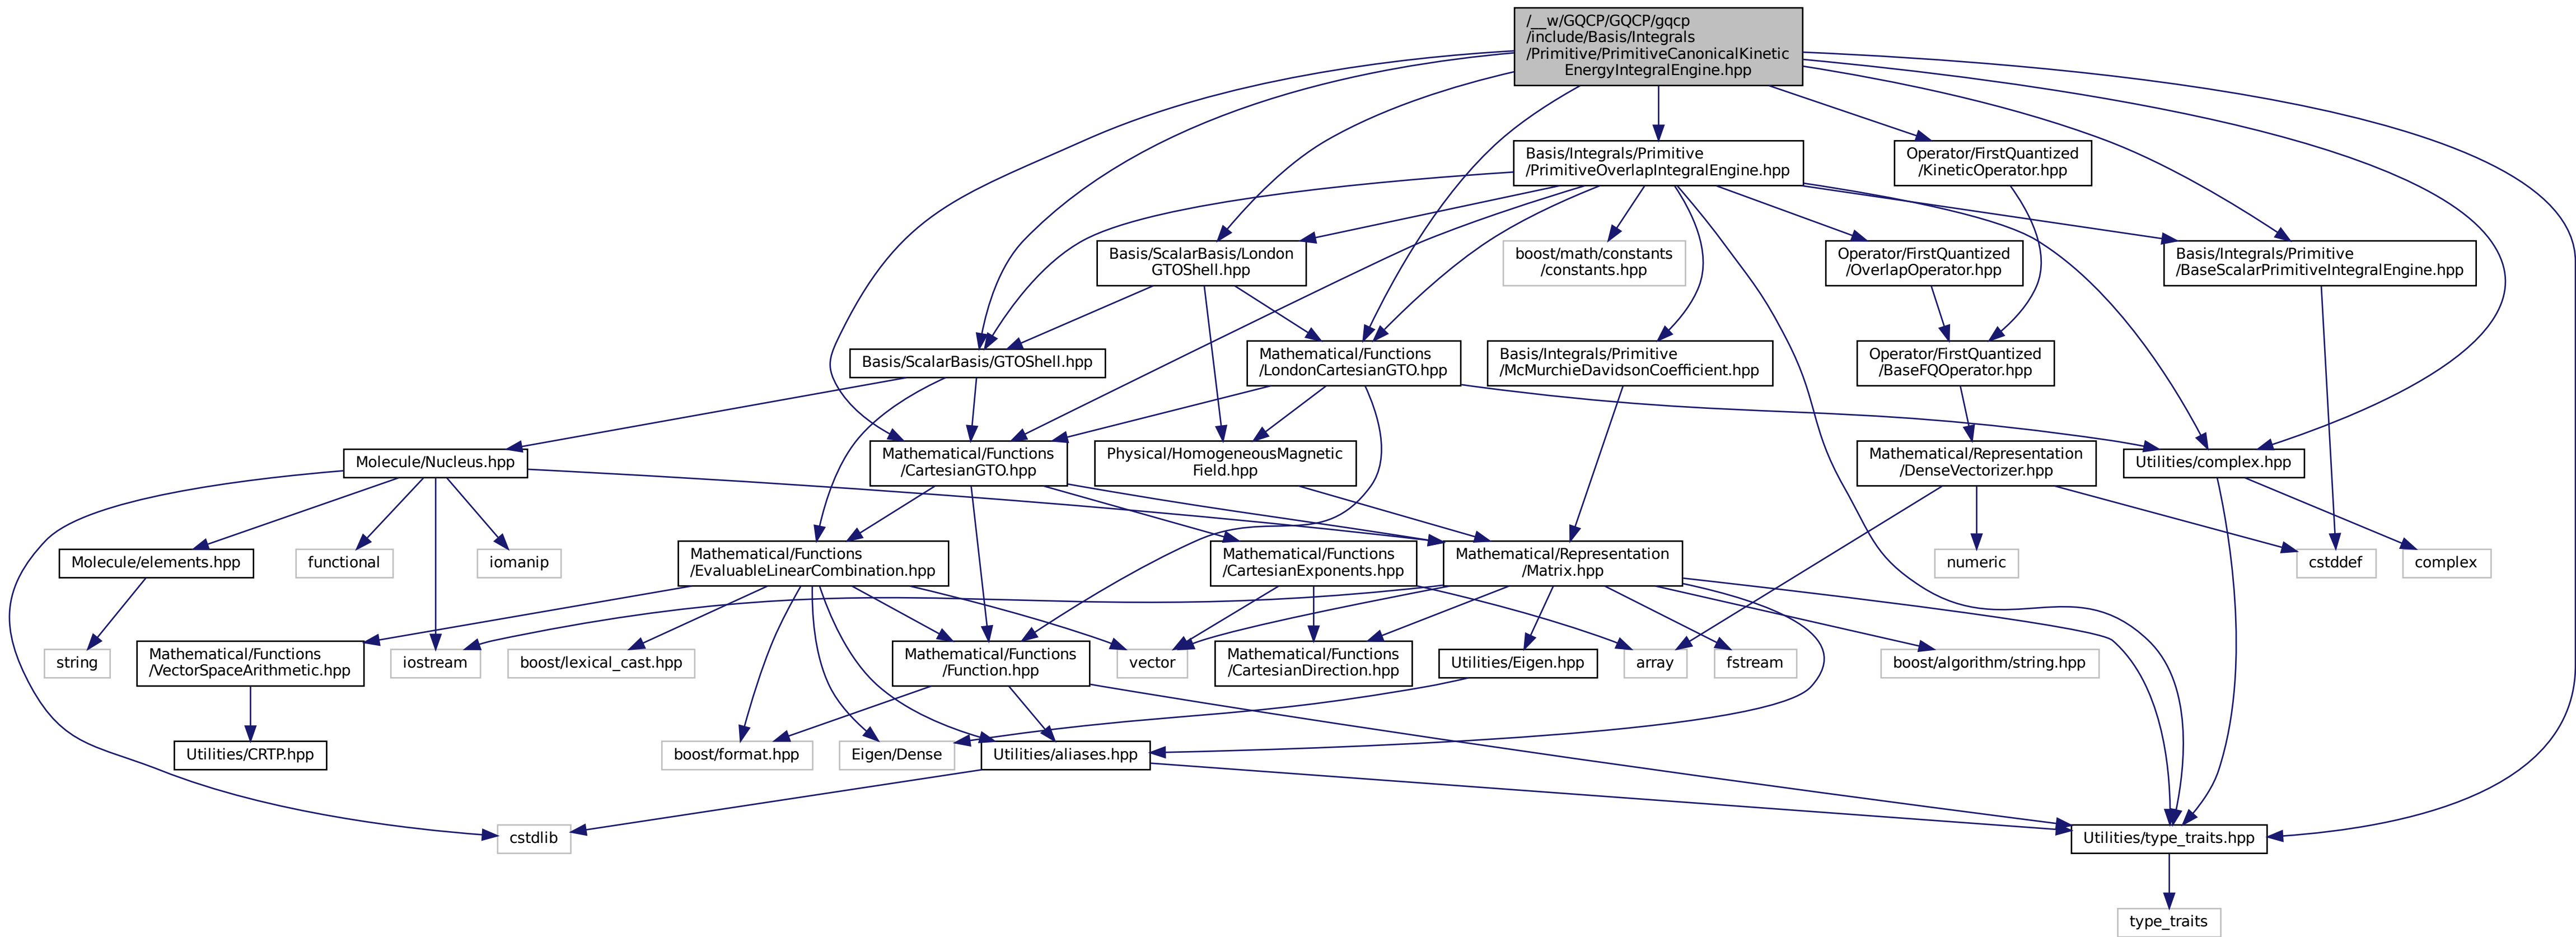 /__w/GQCP/GQCP/gqcp
/include/Basis/Integrals
/Primitive/PrimitiveCanonicalKinetic
EnergyIntegralEngine.hpp
Basis/Integrals/Primitive
/PrimitiveOverlapIntegralEngine.hpp
Operator/FirstQuantized
/KineticOperator.hpp
Basis/ScalarBasis/London
GTOShell.hpp
boost/math/constants
/constants.hpp
Operator/FirstQuantized
/OverlapOperator.hpp
Basis/Integrals/Primitive
/BaseScalarPrimitiveIntegralEngine.hpp
Basis/ScalarBasis/GTOShell.hpp
Mathematical/Functions
/LondonCartesianGTO.hpp
Basis/Integrals/Primitive
/McMurchieDavidsonCoefficient.hpp
Operator/FirstQuantized
/BaseFQOperator.hpp
Molecule/Nucleus.hpp
Mathematical/Functions
/CartesianGTO.hpp
Physical/HomogeneousMagnetic
Field.hpp
Mathematical/Representation
/DenseVectorizer.hpp
Utilities/complex.hpp
Molecule/elements.hpp
functional
iomanip
Mathematical/Functions
/EvaluableLinearCombination.hpp
Mathematical/Functions
/CartesianExponents.hpp
Mathematical/Representation
/Matrix.hpp
numeric
cstddef
complex
string
Mathematical/Functions
/VectorSpaceArithmetic.hpp
iostream
boost/lexical_cast.hpp
Mathematical/Functions
/Function.hpp
vector
Mathematical/Functions
/CartesianDirection.hpp
Utilities/Eigen.hpp
array
fstream
boost/algorithm/string.hpp
Utilities/CRTP.hpp
boost/format.hpp
Eigen/Dense
Utilities/aliases.hpp
cstdlib
Utilities/type_traits.hpp
type_traits